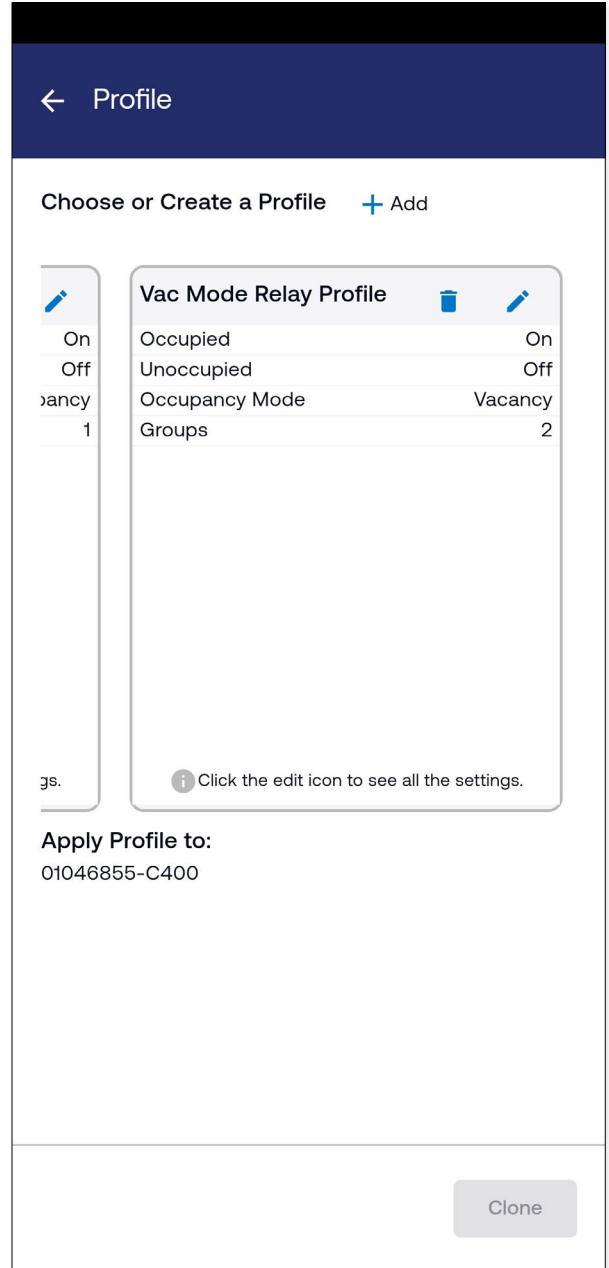 Profile
Choose or Create a Profile + Add
Vac Mode Relay Profile
On
Occupied On
Off
Unoccupied Off
Occupancy Mode Vacancy
1
Groups 2
gs.
Click the edit icon to see all the settings.
Apply Profile to:
01046855-C400
Clone